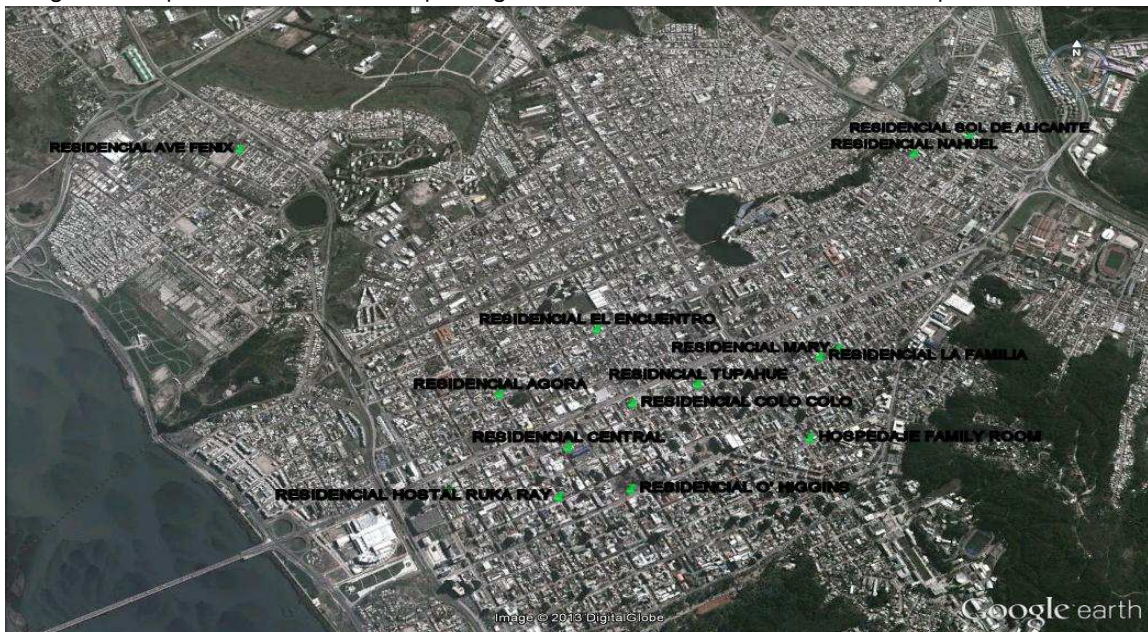 N
RESIDENCIAL SOL DE ALICANTE
RESIDENCIAL AVE FENIX
RESIDENCIAL NAHUEL
RESIDENCIAL EL ENCUENTRO
RESIDENCIAL MARY
RESIDENCIAL LA FAMILIA
RESIDNCIAL TUPAHUE
RESIDENCIAL AGORA
RESIDENCIAL COLO COLO
RESIDENCIAL CENTRAL
HOSPEDAJE FAMILY ROOM
RESIDENCIAL HOSTAL RUKA RAY
RESIDENCIAL O' HIGGINS
Image © 2013 DigitalGlobe
Google earth